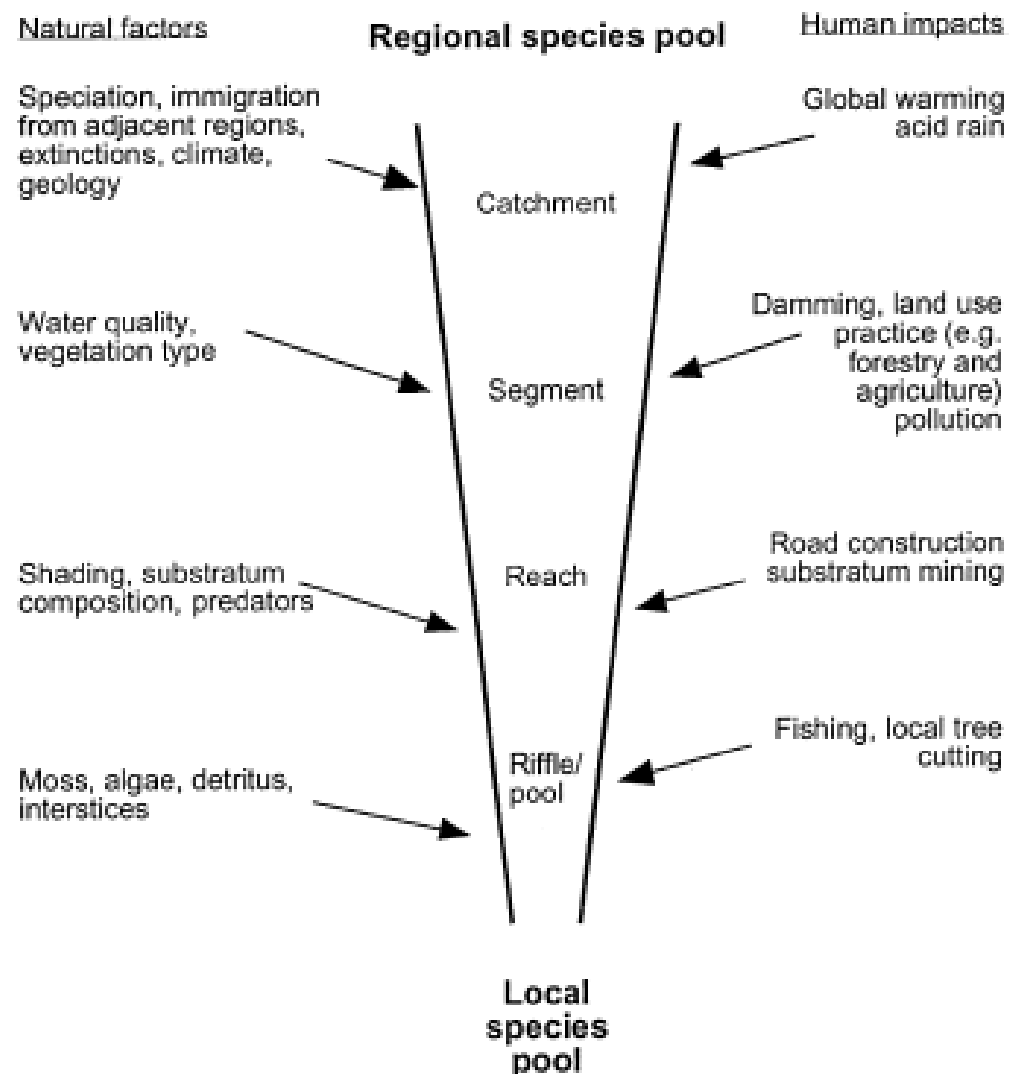 Natural factors
Regional species pool
Human impacts
Speciation, immigration
from adjacent regions,
extinctions, climate,
geology
Global warming
acid rain
Catchment
Water quality,
vegetation type
Damming, land use
practice (e.g.
forestry and
agriculture)
pollution
Segment
Shading, substratum
composition, predators
Reach
Road construction
substratum mining
Moss, algae, detritus,
interstices
Riffle/
pool
Fishing, local tree
cutting
Local
species
pool